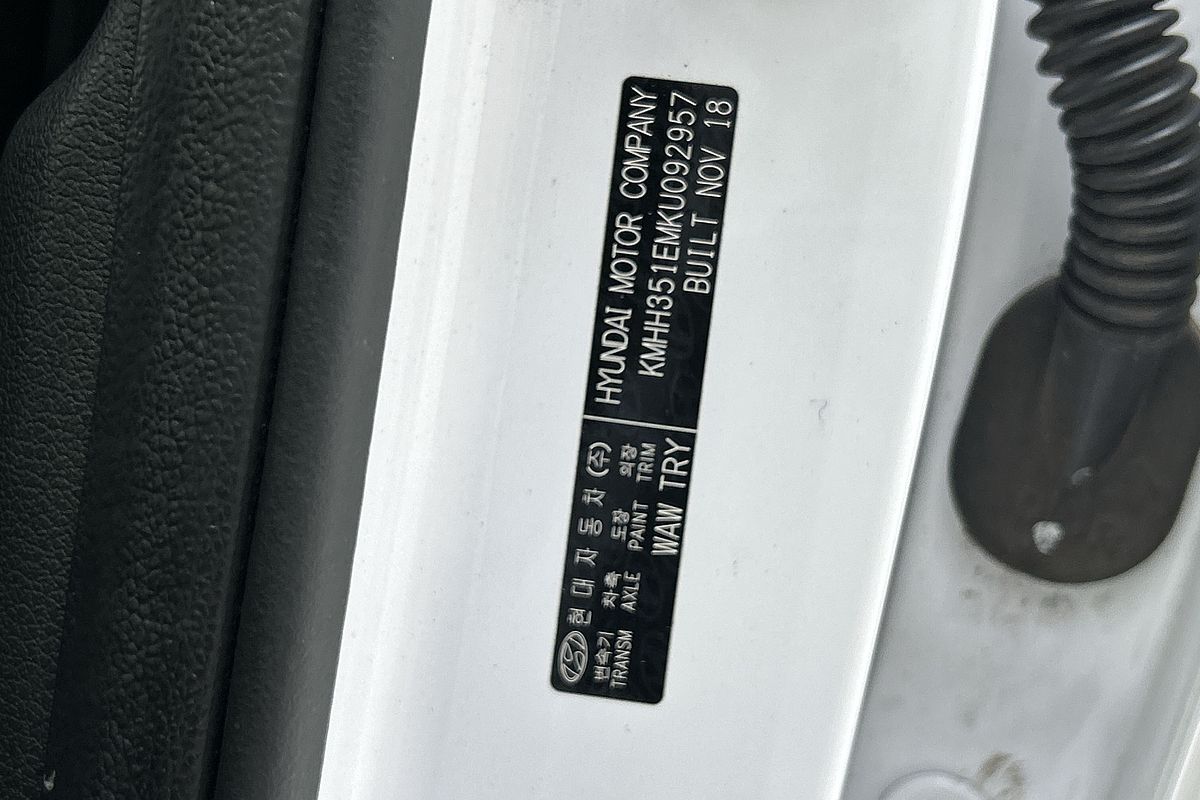 현대자동차(주)
변속기 차축 도장 의장
TRANSM AXLE PAINT TRIM
WAW TRY
HYUNDAI MOTOR COMPANY
KMHH351EMKU092957
BUILT NOV 18